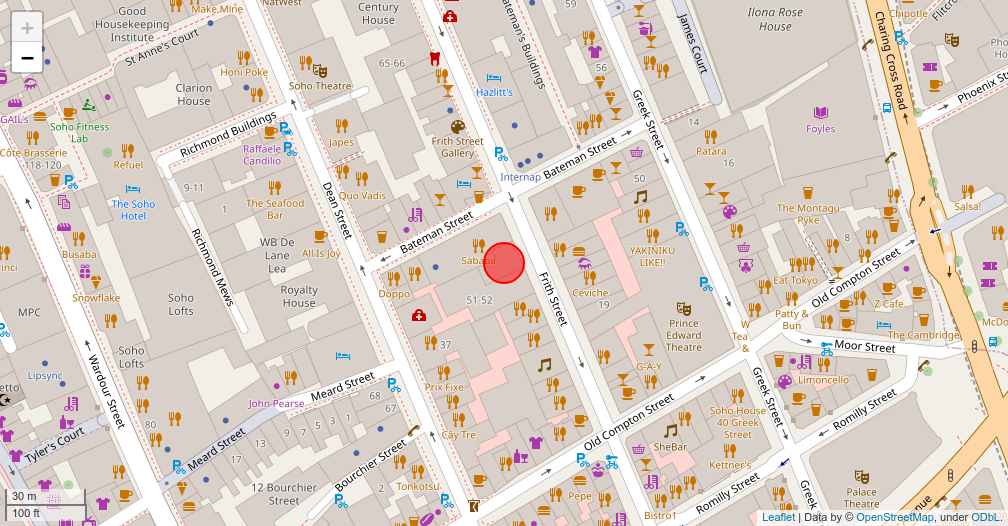 Make Mine
Natwest
Century
House
59
Good
Housekeeping
Institute
St Anne's Court
Bateman's Buildings
James Court
Ilona Rose
House
Chipotle
Charing Cross Road
+
−
Honi Poke
Soho Theatre
65-66
56
Hazlitt's
Greek Street
Clarion
House
GAIL's
Soho Fitness
Lab
Richmond Buildings
Raffaele
Candilio
Japes
Frith Street
Gallery
14
Foyles
Côte Brasserie
118-120
Refuel
Patara
16
Bateman Street
Internap
9-11
The Soho
Hotel
1
The Seafood
Bar
Dean Street
Quo Vadis
50
The Montagu
Pyke
Salsa!
Busaba
Richmond Mews
WB De
Lane
Lea
All Is Joy
Bateman Street
YAKINIKU
LIKE!!
8
Old Compton Street
Snowflake
Soho
Lofts
Royalty
House
Doppo
51-52
Frith Street
Ceviche
19
Eat Tokyo
Z Cafe
MPC
Prince
Edward
Theatre
Patty &
Bun
The Cambridge
37
Moor Street
Soho
Lofts
Wardour Street
Lipsync
Meard Street
Prix Fixe
G-A-Y
Greek Street
Limoncello
John Pearse
68
67
3
1
5
7
9
13
17
80
Romilly Street
Old Compton Street
Soho House
40 Greek
Street
Tyler's Court
Meard Street
Cây Tre
SheBar
Kettner's
12 Bourchier
Street
2
Bourchier Street
Tonkotsu
Pepe
Bistro1
Romilly Street
Palace
Theatre
30 m
100 ft
Leaflet | Data by © OpenStreetMap, under ODbL.